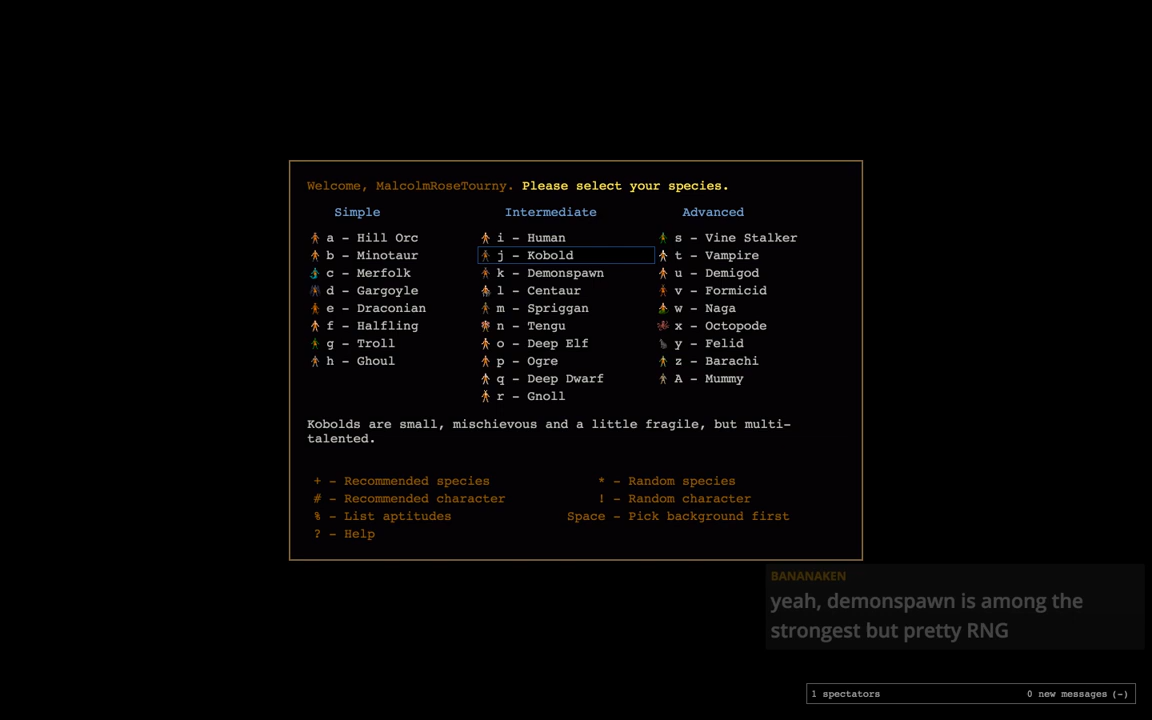 Welcome, MalcolmRoseTourny. Please select your species.
Simple Intermediate Advanced
a - Hill Orc i - Human s - Vine Stalker
b - Minotaur j - Kobold t - Vampire
c - Merfolk k - Demonspawn u - Demigod
d - Gargoyle l - Centaur v - Formicid
e - Draconian m - Spriggan w - Naga
f - Halfling n - Tengu x - Octopode
g - Troll o - Deep Elf y - Felid
h - Ghoul p - Ogre z - Barachi
q - Deep Dwarf A - Mummy
r - Gnoll
Kobolds are small, mischievous and a little fragile, but multi-
talented.
+ - Recommended species * - Random species
# - Recommended character ! - Random character
% - List aptitudes Space - Pick background first
? - Help
BANANAKEN
yeah, demonspawn is among the
strongest but pretty RNG
1 spectators 0 new messages (-)